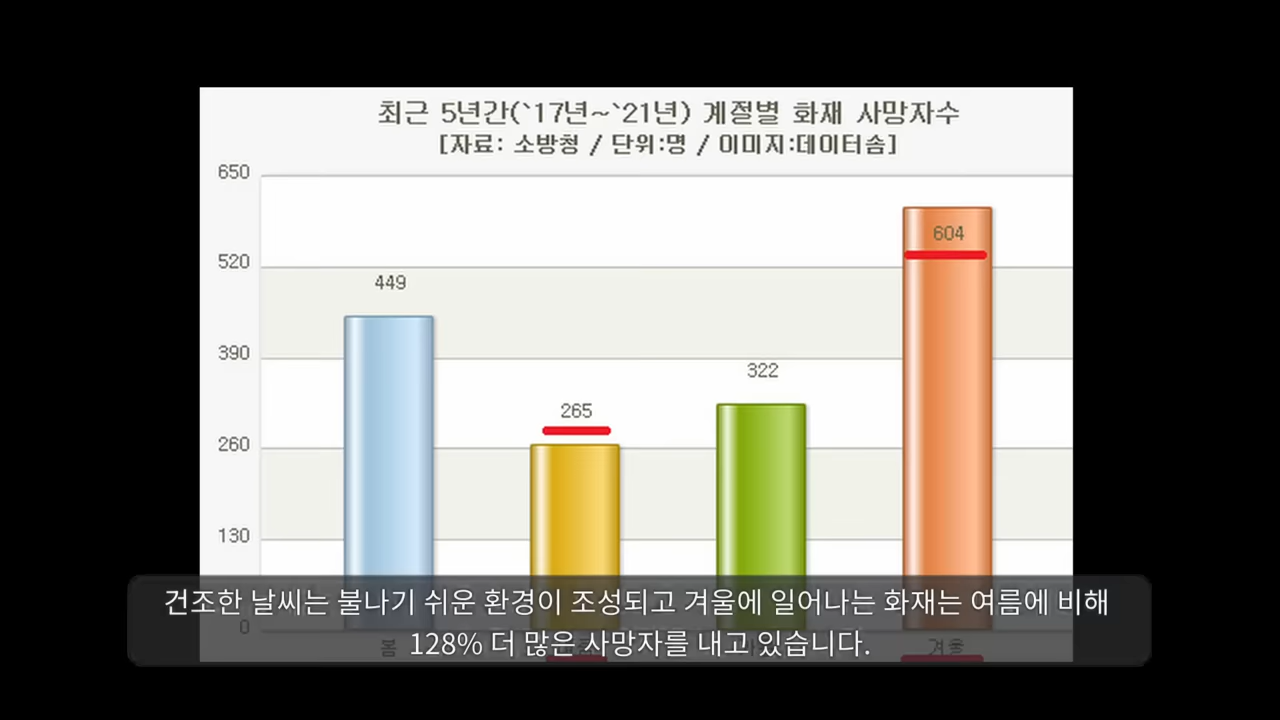 최근 5년간(`17년~`21년) 계절별 화재 사망자수
[자료: 소방청 / 단위:명 / 이미지:데이터솜]
650
520
390
260
130
0
449
265
322
604
봄
겨울
건조한 날씨는 불나기 쉬운 환경이 조성되고 겨울에 일어나는 화재는 여름에 비해
128% 더 많은 사망자를 내고 있습니다.